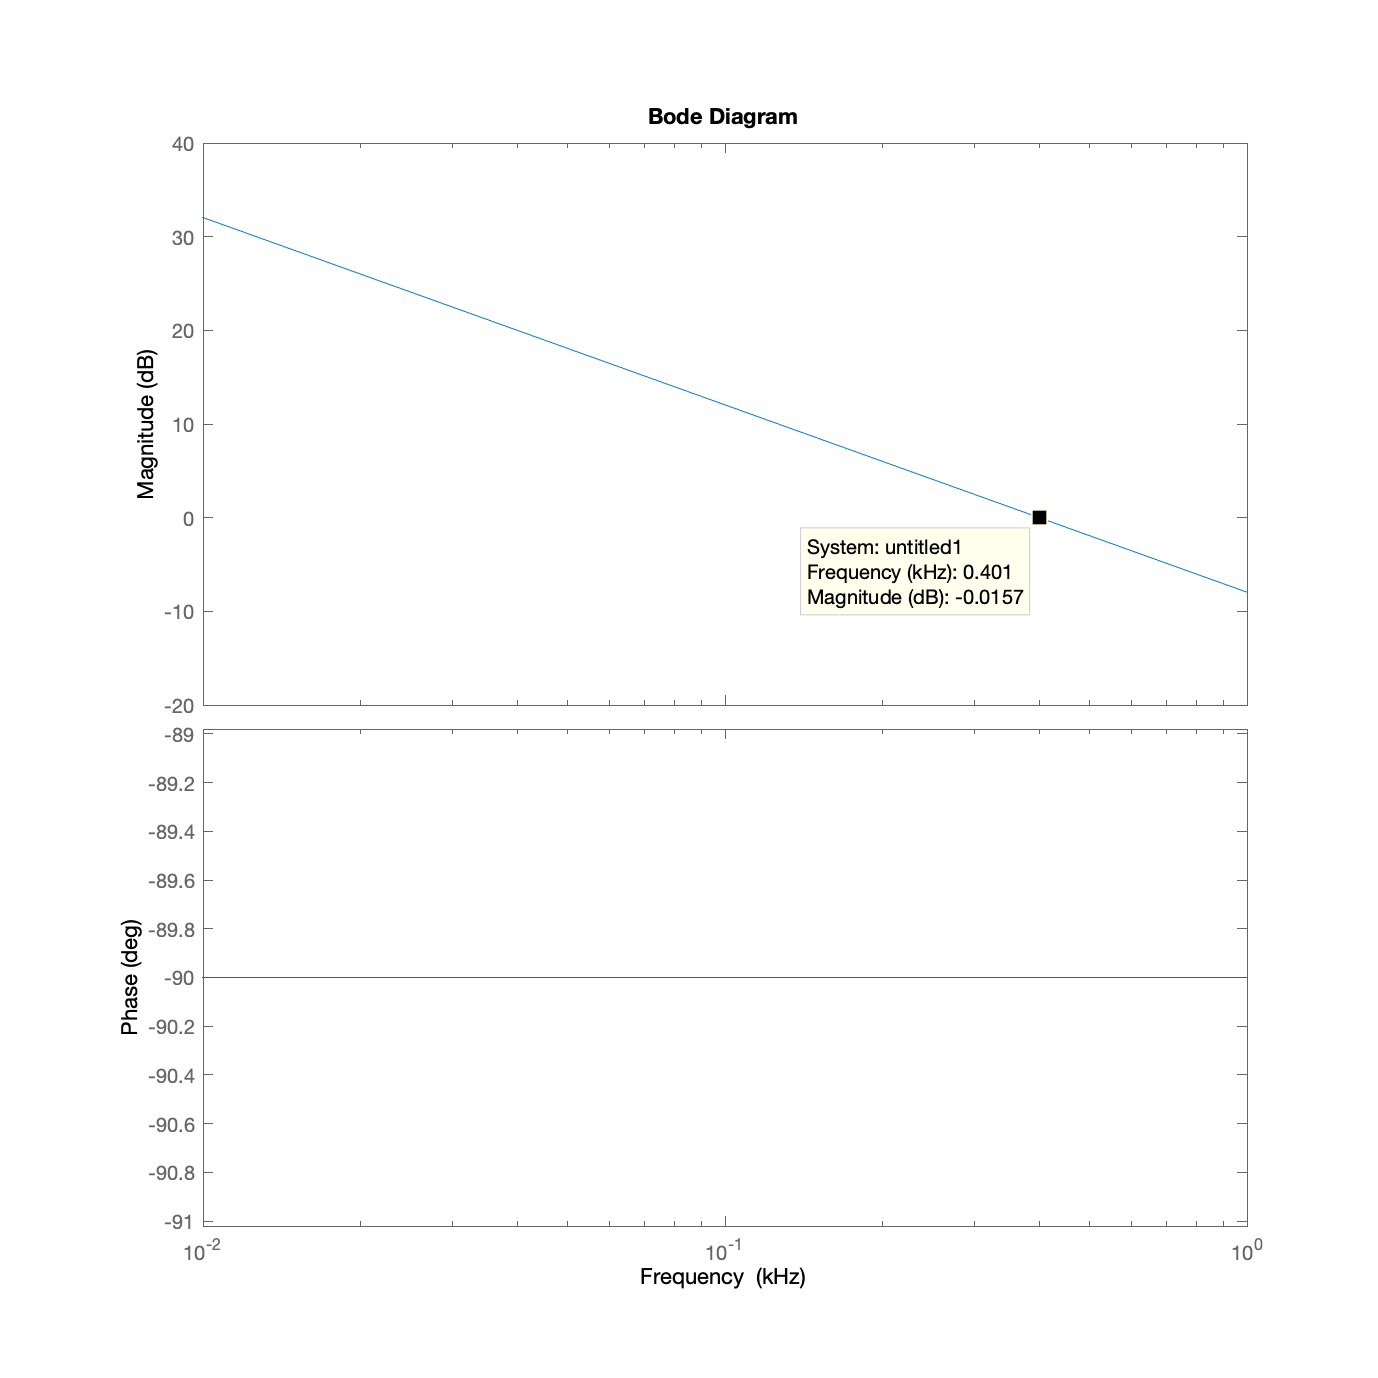 Bode Diagram
Magnitude (dB)
40
30
20
10
0
-10
-20
System: untitled1
Frequency (kHz): 0.401
Magnitude (dB): -0.0157
Phase (deg)
-89
-89.2
-89.4
-89.6
-89.8
-90
-90.2
-90.4
-90.6
-90.8
-91
10^-2 10^-1 10^0
Frequency (kHz)